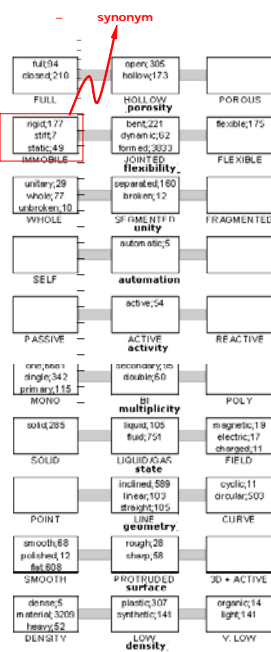 – synonym
full;94 open;305
closed;210 hollow;173
FULL HOLLOW POROUS
porosity
rigid;177 bent;221 flexible;175
stiff;7 dynamic;62
static;49 formed;3033
IMMOBILE JOINTED FLEXIBLE
flexibility
unitary;29 separated;160
whole;77 broken;12
unbroken;10
WHOLE SEGMENTED FRAGMENTED
unity
automatic;5
SELF automation
active;54
PASSIVE ACTIVE REACTIVE
activity
one;6681 secondary;95
single;342 double;60
primary;115
MONO BI POLY
multiplicity
solid;285 liquid;105 magnetic;19
fluid;751 electric;17
charged;11
SOLID LIQUID/GAS FIELD
state
inclined;589 cyclic;11
linear;103 circular;503
straight;105
POINT LINE CURVE
geometry
smooth;68 rough;28
polished;12 sharp;58
flat;608
SMOOTH PROTRUDED 3D + ACTIVE
surface
dense;5 plastic;307 organic;14
material;3209 synthetic;141 light;141
heavy;52
DENSITY LOW V. LOW
density